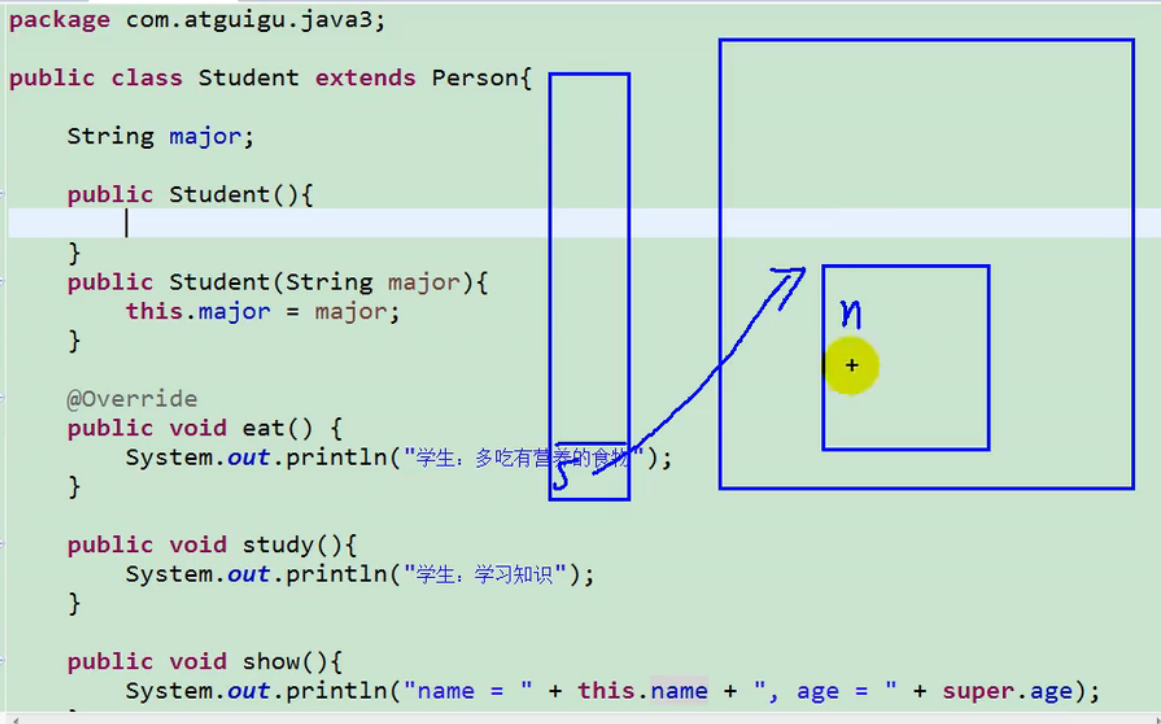 package com.atguigu.java3;
public class Student extends Person{
String major;
public Student(){
}
public Student(String major){
this.major = major;
}
@Override
public void eat() {
System.out.println("学生：多吃有营养的食物");
}
public void study(){
System.out.println("学生：学习知识");
}
public void show(){
System.out.println("name = " + this.name + ", age = " + super.age);
n
s